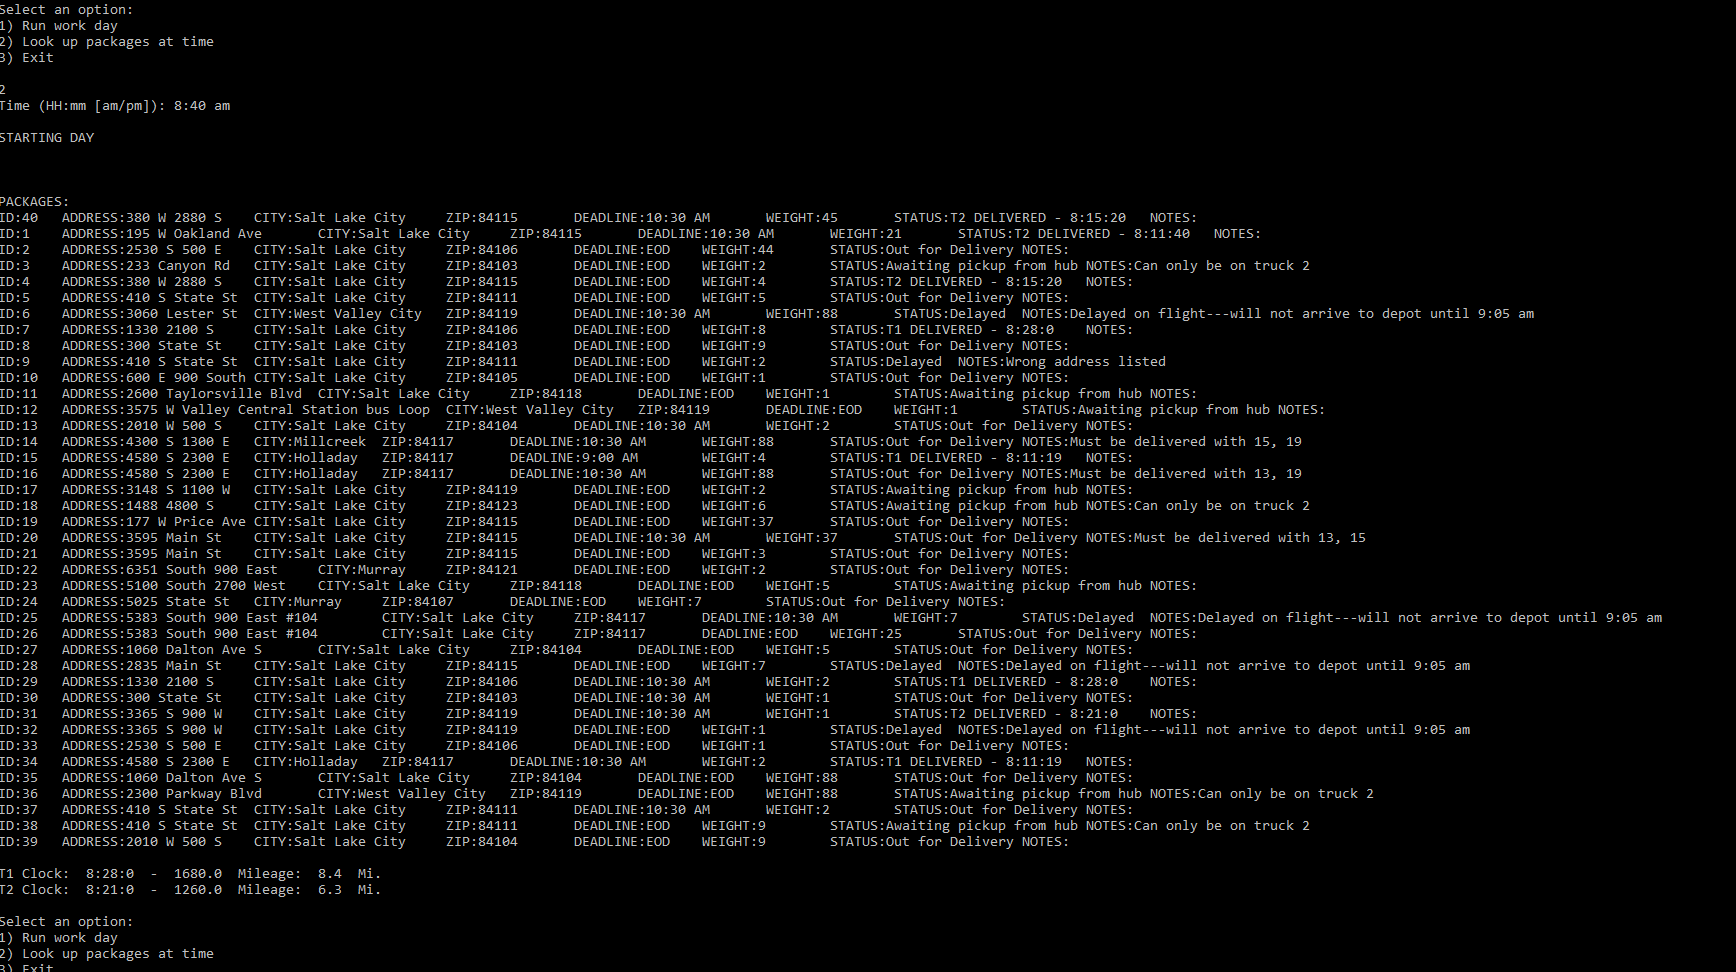 Select an option:
1) Run work day
2) Look up packages at time
3) Exit
2
Time (HH:mm [am/pm]): 8:40 am
STARTING DAY
PACKAGES:
ID:40 ADDRESS:380 W 2880 S CITY:Salt Lake City ZIP:84115 DEADLINE:10:30 AM WEIGHT:45 STATUS:T2 DELIVERED - 8:15:20 NOTES:
ID:1 ADDRESS:195 W Oakland Ave CITY:Salt Lake City ZIP:84115 DEADLINE:10:30 AM WEIGHT:21 STATUS:T2 DELIVERED - 8:11:40 NOTES:
ID:2 ADDRESS:2530 S 500 E CITY:Salt Lake City ZIP:84106 DEADLINE:EOD WEIGHT:44 STATUS:Out for Delivery NOTES:
ID:3 ADDRESS:233 Canyon Rd CITY:Salt Lake City ZIP:84103 DEADLINE:EOD WEIGHT:2 STATUS:Awaiting pickup from hub NOTES:Can only be on truck 2
ID:4 ADDRESS:380 W 2880 S CITY:Salt Lake City ZIP:84115 DEADLINE:EOD WEIGHT:4 STATUS:T2 DELIVERED - 8:15:20 NOTES:
ID:5 ADDRESS:410 S State St CITY:Salt Lake City ZIP:84111 DEADLINE:EOD WEIGHT:5 STATUS:Out for Delivery NOTES:
ID:6 ADDRESS:3060 Lester St CITY:West Valley City ZIP:84119 DEADLINE:10:30 AM WEIGHT:88 STATUS:Delayed NOTES:Delayed on flight---will not arrive to depot until 9:05 am
ID:7 ADDRESS:1330 2100 S CITY:Salt Lake City ZIP:84106 DEADLINE:EOD WEIGHT:8 STATUS:T1 DELIVERED - 8:28:0 NOTES:
ID:8 ADDRESS:300 State St CITY:Salt Lake City ZIP:84103 DEADLINE:EOD WEIGHT:9 STATUS:Out for Delivery NOTES:
ID:9 ADDRESS:410 S State St CITY:Salt Lake City ZIP:84111 DEADLINE:EOD WEIGHT:2 STATUS:Delayed NOTES:Wrong address listed
ID:10 ADDRESS:600 E 900 South CITY:Salt Lake City ZIP:84105 DEADLINE:EOD WEIGHT:1 STATUS:Out for Delivery NOTES:
ID:11 ADDRESS:2600 Taylorsville Blvd CITY:Salt Lake City ZIP:84118 DEADLINE:EOD WEIGHT:1 STATUS:Awaiting pickup from hub NOTES:
ID:12 ADDRESS:3575 W Valley Central Station bus Loop CITY:West Valley City ZIP:84119 DEADLINE:EOD WEIGHT:1 STATUS:Awaiting pickup from hub NOTES:
ID:13 ADDRESS:2010 W 500 S CITY:Salt Lake City ZIP:84104 DEADLINE:10:30 AM WEIGHT:2 STATUS:Out for Delivery NOTES:
ID:14 ADDRESS:4300 S 1300 E CITY:Millcreek ZIP:84117 DEADLINE:10:30 AM WEIGHT:88 STATUS:Out for Delivery NOTES:Must be delivered with 15, 19
ID:15 ADDRESS:4580 S 2300 E CITY:Holladay ZIP:84117 DEADLINE:9:00 AM WEIGHT:4 STATUS:T1 DELIVERED - 8:11:19 NOTES:
ID:16 ADDRESS:4580 S 2300 E CITY:Holladay ZIP:84117 DEADLINE:10:30 AM WEIGHT:88 STATUS:Out for Delivery NOTES:Must be delivered with 13, 19
ID:17 ADDRESS:3148 S 1100 W CITY:Salt Lake City ZIP:84119 DEADLINE:EOD WEIGHT:2 STATUS:Awaiting pickup from hub NOTES:
ID:18 ADDRESS:1488 4800 S CITY:Salt Lake City ZIP:84123 DEADLINE:EOD WEIGHT:6 STATUS:Awaiting pickup from hub NOTES:Can only be on truck 2
ID:19 ADDRESS:177 W Price Ave CITY:Salt Lake City ZIP:84115 DEADLINE:EOD WEIGHT:37 STATUS:Out for Delivery NOTES:
ID:20 ADDRESS:3595 Main St CITY:Salt Lake City ZIP:84115 DEADLINE:10:30 AM WEIGHT:37 STATUS:Out for Delivery NOTES:Must be delivered with 13, 15
ID:21 ADDRESS:3595 Main St CITY:Salt Lake City ZIP:84115 DEADLINE:EOD WEIGHT:3 STATUS:Out for Delivery NOTES:
ID:22 ADDRESS:6351 South 900 East CITY:Murray ZIP:84121 DEADLINE:EOD WEIGHT:2 STATUS:Out for Delivery NOTES:
ID:23 ADDRESS:5100 South 2700 West CITY:Salt Lake City ZIP:84118 DEADLINE:EOD WEIGHT:5 STATUS:Awaiting pickup from hub NOTES:
ID:24 ADDRESS:5025 State St CITY:Murray ZIP:84107 DEADLINE:EOD WEIGHT:7 STATUS:Out for Delivery NOTES:
ID:25 ADDRESS:5383 South 900 East #104 CITY:Salt Lake City ZIP:84117 DEADLINE:10:30 AM WEIGHT:7 STATUS:Delayed NOTES:Delayed on flight---will not arrive to depot until 9:05 am
ID:26 ADDRESS:5383 South 900 East #104 CITY:Salt Lake City ZIP:84117 DEADLINE:EOD WEIGHT:25 STATUS:Out for Delivery NOTES:
ID:27 ADDRESS:1060 Dalton Ave S CITY:Salt Lake City ZIP:84104 DEADLINE:EOD WEIGHT:5 STATUS:Out for Delivery NOTES:
ID:28 ADDRESS:2835 Main St CITY:Salt Lake City ZIP:84115 DEADLINE:EOD WEIGHT:7 STATUS:Delayed NOTES:Delayed on flight---will not arrive to depot until 9:05 am
ID:29 ADDRESS:1330 2100 S CITY:Salt Lake City ZIP:84106 DEADLINE:10:30 AM WEIGHT:2 STATUS:T1 DELIVERED - 8:28:0 NOTES:
ID:30 ADDRESS:300 State St CITY:Salt Lake City ZIP:84103 DEADLINE:10:30 AM WEIGHT:1 STATUS:Out for Delivery NOTES:
ID:31 ADDRESS:3365 S 900 W CITY:Salt Lake City ZIP:84119 DEADLINE:10:30 AM WEIGHT:1 STATUS:T2 DELIVERED - 8:21:0 NOTES:
ID:32 ADDRESS:3365 S 900 W CITY:Salt Lake City ZIP:84119 DEADLINE:EOD WEIGHT:1 STATUS:Delayed NOTES:Delayed on flight---will not arrive to depot until 9:05 am
ID:33 ADDRESS:2530 S 500 E CITY:Salt Lake City ZIP:84106 DEADLINE:EOD WEIGHT:1 STATUS:Out for Delivery NOTES:
ID:34 ADDRESS:4580 S 2300 E CITY:Holladay ZIP:84117 DEADLINE:10:30 AM WEIGHT:2 STATUS:T1 DELIVERED - 8:11:19 NOTES:
ID:35 ADDRESS:1060 Dalton Ave S CITY:Salt Lake City ZIP:84104 DEADLINE:EOD WEIGHT:88 STATUS:Out for Delivery NOTES:
ID:36 ADDRESS:2300 Parkway Blvd CITY:West Valley City ZIP:84119 DEADLINE:EOD WEIGHT:88 STATUS:Awaiting pickup from hub NOTES:Can only be on truck 2
ID:37 ADDRESS:410 S State St CITY:Salt Lake City ZIP:84111 DEADLINE:10:30 AM WEIGHT:2 STATUS:Out for Delivery NOTES:
ID:38 ADDRESS:410 S State St CITY:Salt Lake City ZIP:84111 DEADLINE:EOD WEIGHT:9 STATUS:Awaiting pickup from hub NOTES:Can only be on truck 2
ID:39 ADDRESS:2010 W 500 S CITY:Salt Lake City ZIP:84104 DEADLINE:EOD WEIGHT:9 STATUS:Out for Delivery NOTES:
T1 Clock: 8:28:0 - 1680.0 Mileage: 8.4 Mi.
T2 Clock: 8:21:0 - 1260.0 Mileage: 6.3 Mi.
Select an option:
1) Run work day
2) Look up packages at time
3) Exit